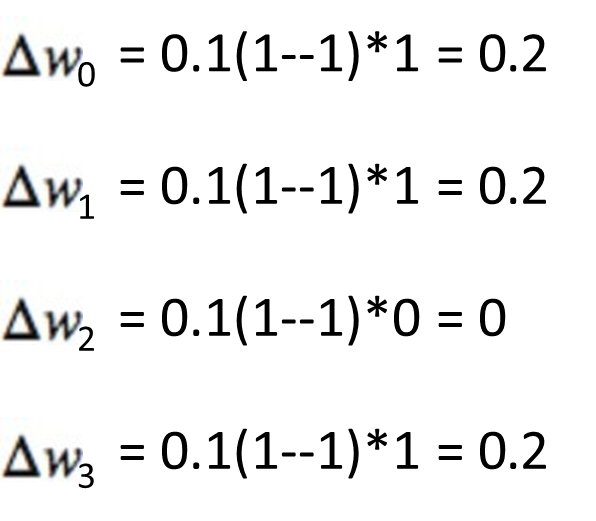 Δw₀ = 0.1(1--1)*1 = 0.2
Δw₁ = 0.1(1--1)*1 = 0.2
Δw₂ = 0.1(1--1)*0 = 0
Δw₃ = 0.1(1--1)*1 = 0.2